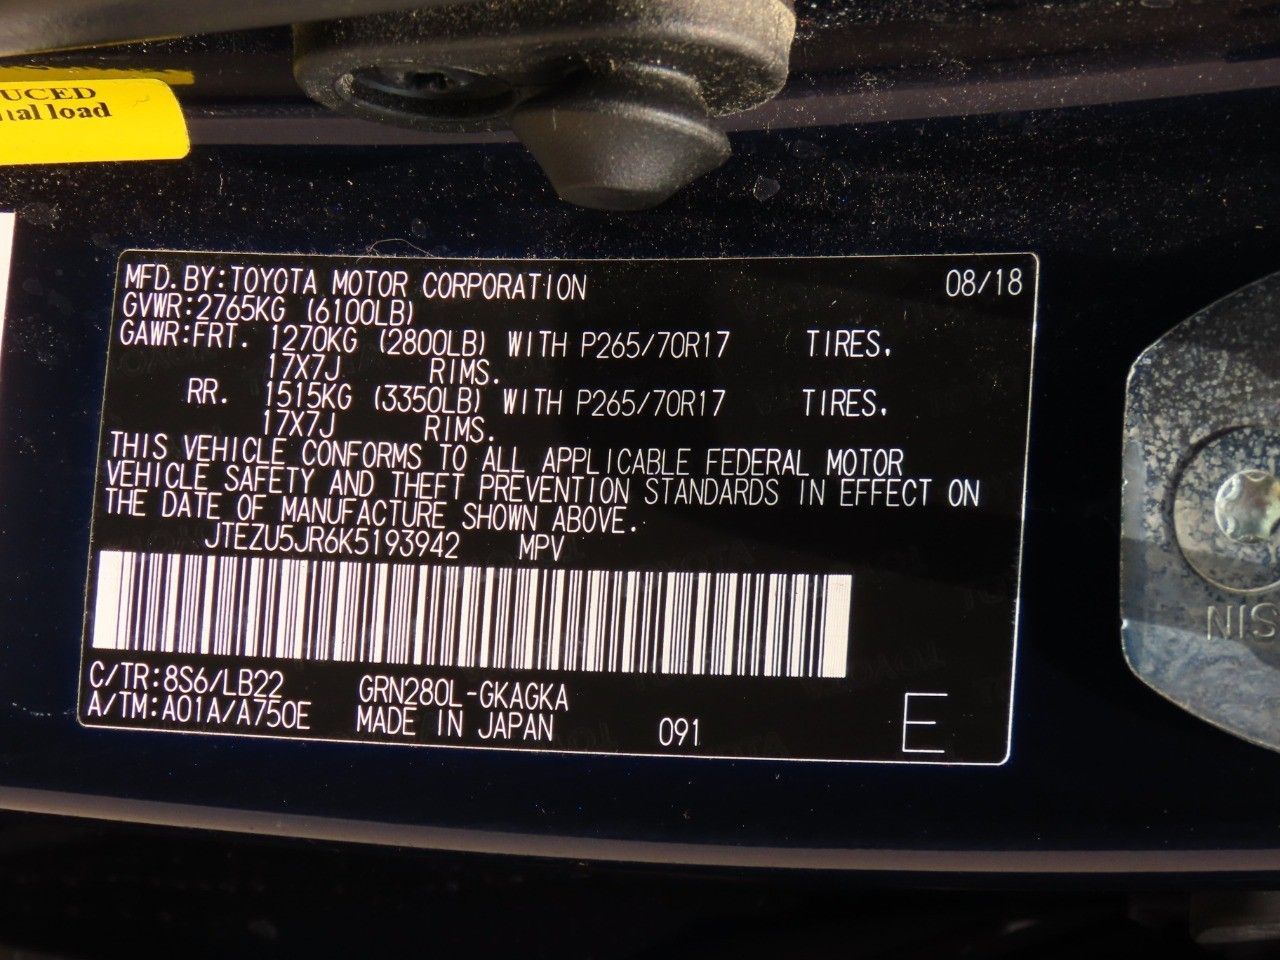 UCED
nal load
MFD. BY: TOYOTA MOTOR CORPORATION 08/18
GVWR: 2765KG (6100LB)
GAWR: FRT. 1270KG (2800LB) WITH P265/70R17 TIRES.
17X7J RIMS.
RR. 1515KG (3350LB) WITH P265/70R17 TIRES.
17X7J RIMS.
THIS VEHICLE CONFORMS TO ALL APPLICABLE FEDERAL MOTOR
VEHICLE SAFETY AND THEFT PREVENTION STANDARDS IN EFFECT ON
THE DATE OF MANUFACTURE SHOWN ABOVE.
JTEZU5JR6K5193942 MPV
C/TR: 8S6/LB22 GRN280L-GKAGKA
A/TM: A01A/A750E MADE IN JAPAN 091 E
NIS